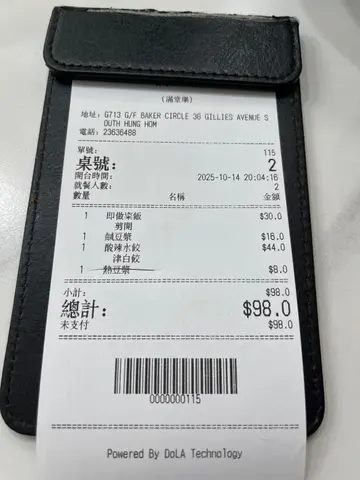 (滿堂樂)
地址: G713 G/F BAKER CIRCLE 38 GILLIES AVENUE S
OUTH HUNG HOM
電話: 23636488
單號: 115
桌號: 2
開台時間: 2025-10-14 20:04:16
就餐人數: 2
數量 名稱 金額
1 即做粢飯 $30.0
剪開
1 鹹豆漿 $16.0
1 酸辣水餃 $44.0
津白餃
1 熱豆漿 $8.0
小計: $98.0
總計: $98.0
未支付 $98.0
0000000115
Powered By DoLA Technology